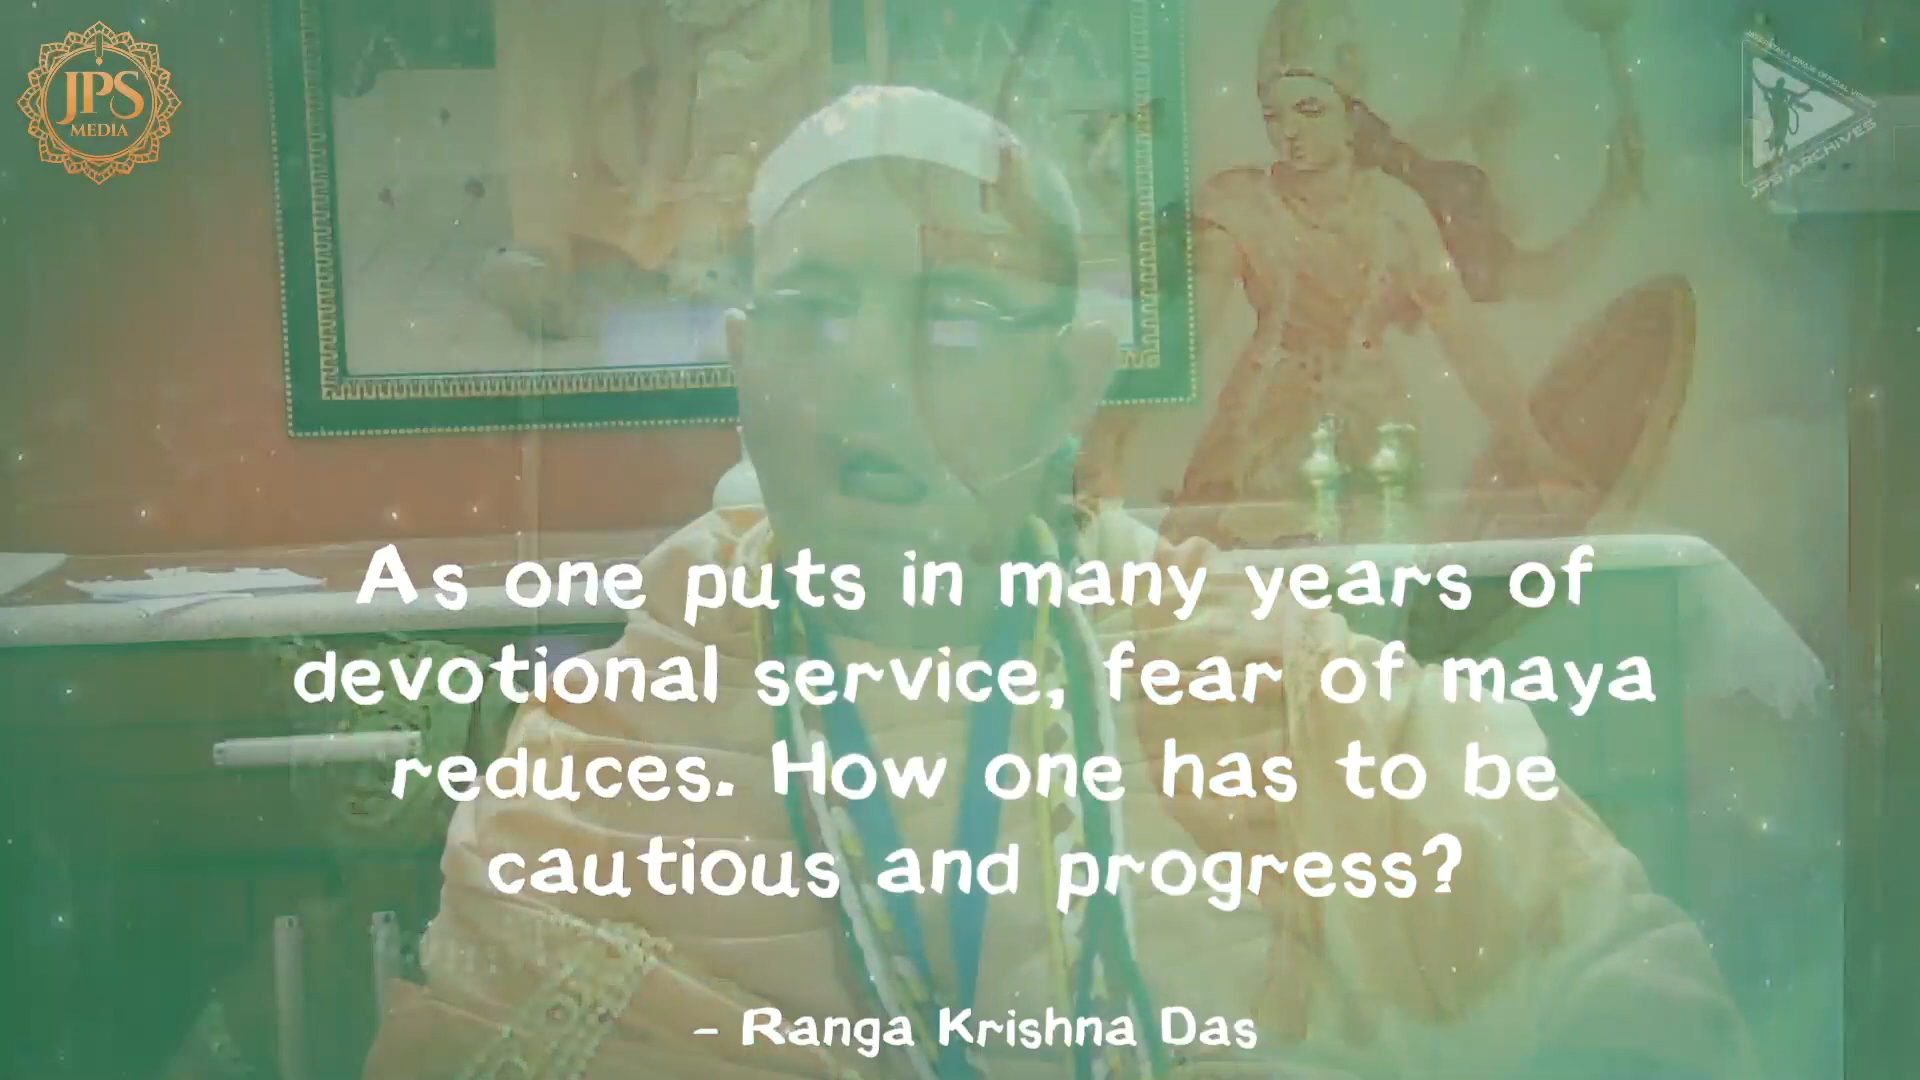 JPS
MEDIA
JPS ARCHIVES
As one puts in many years of
devotional service, fear of maya
reduces. How one has to be
cautious and progress?
- Ranga Krishna Das